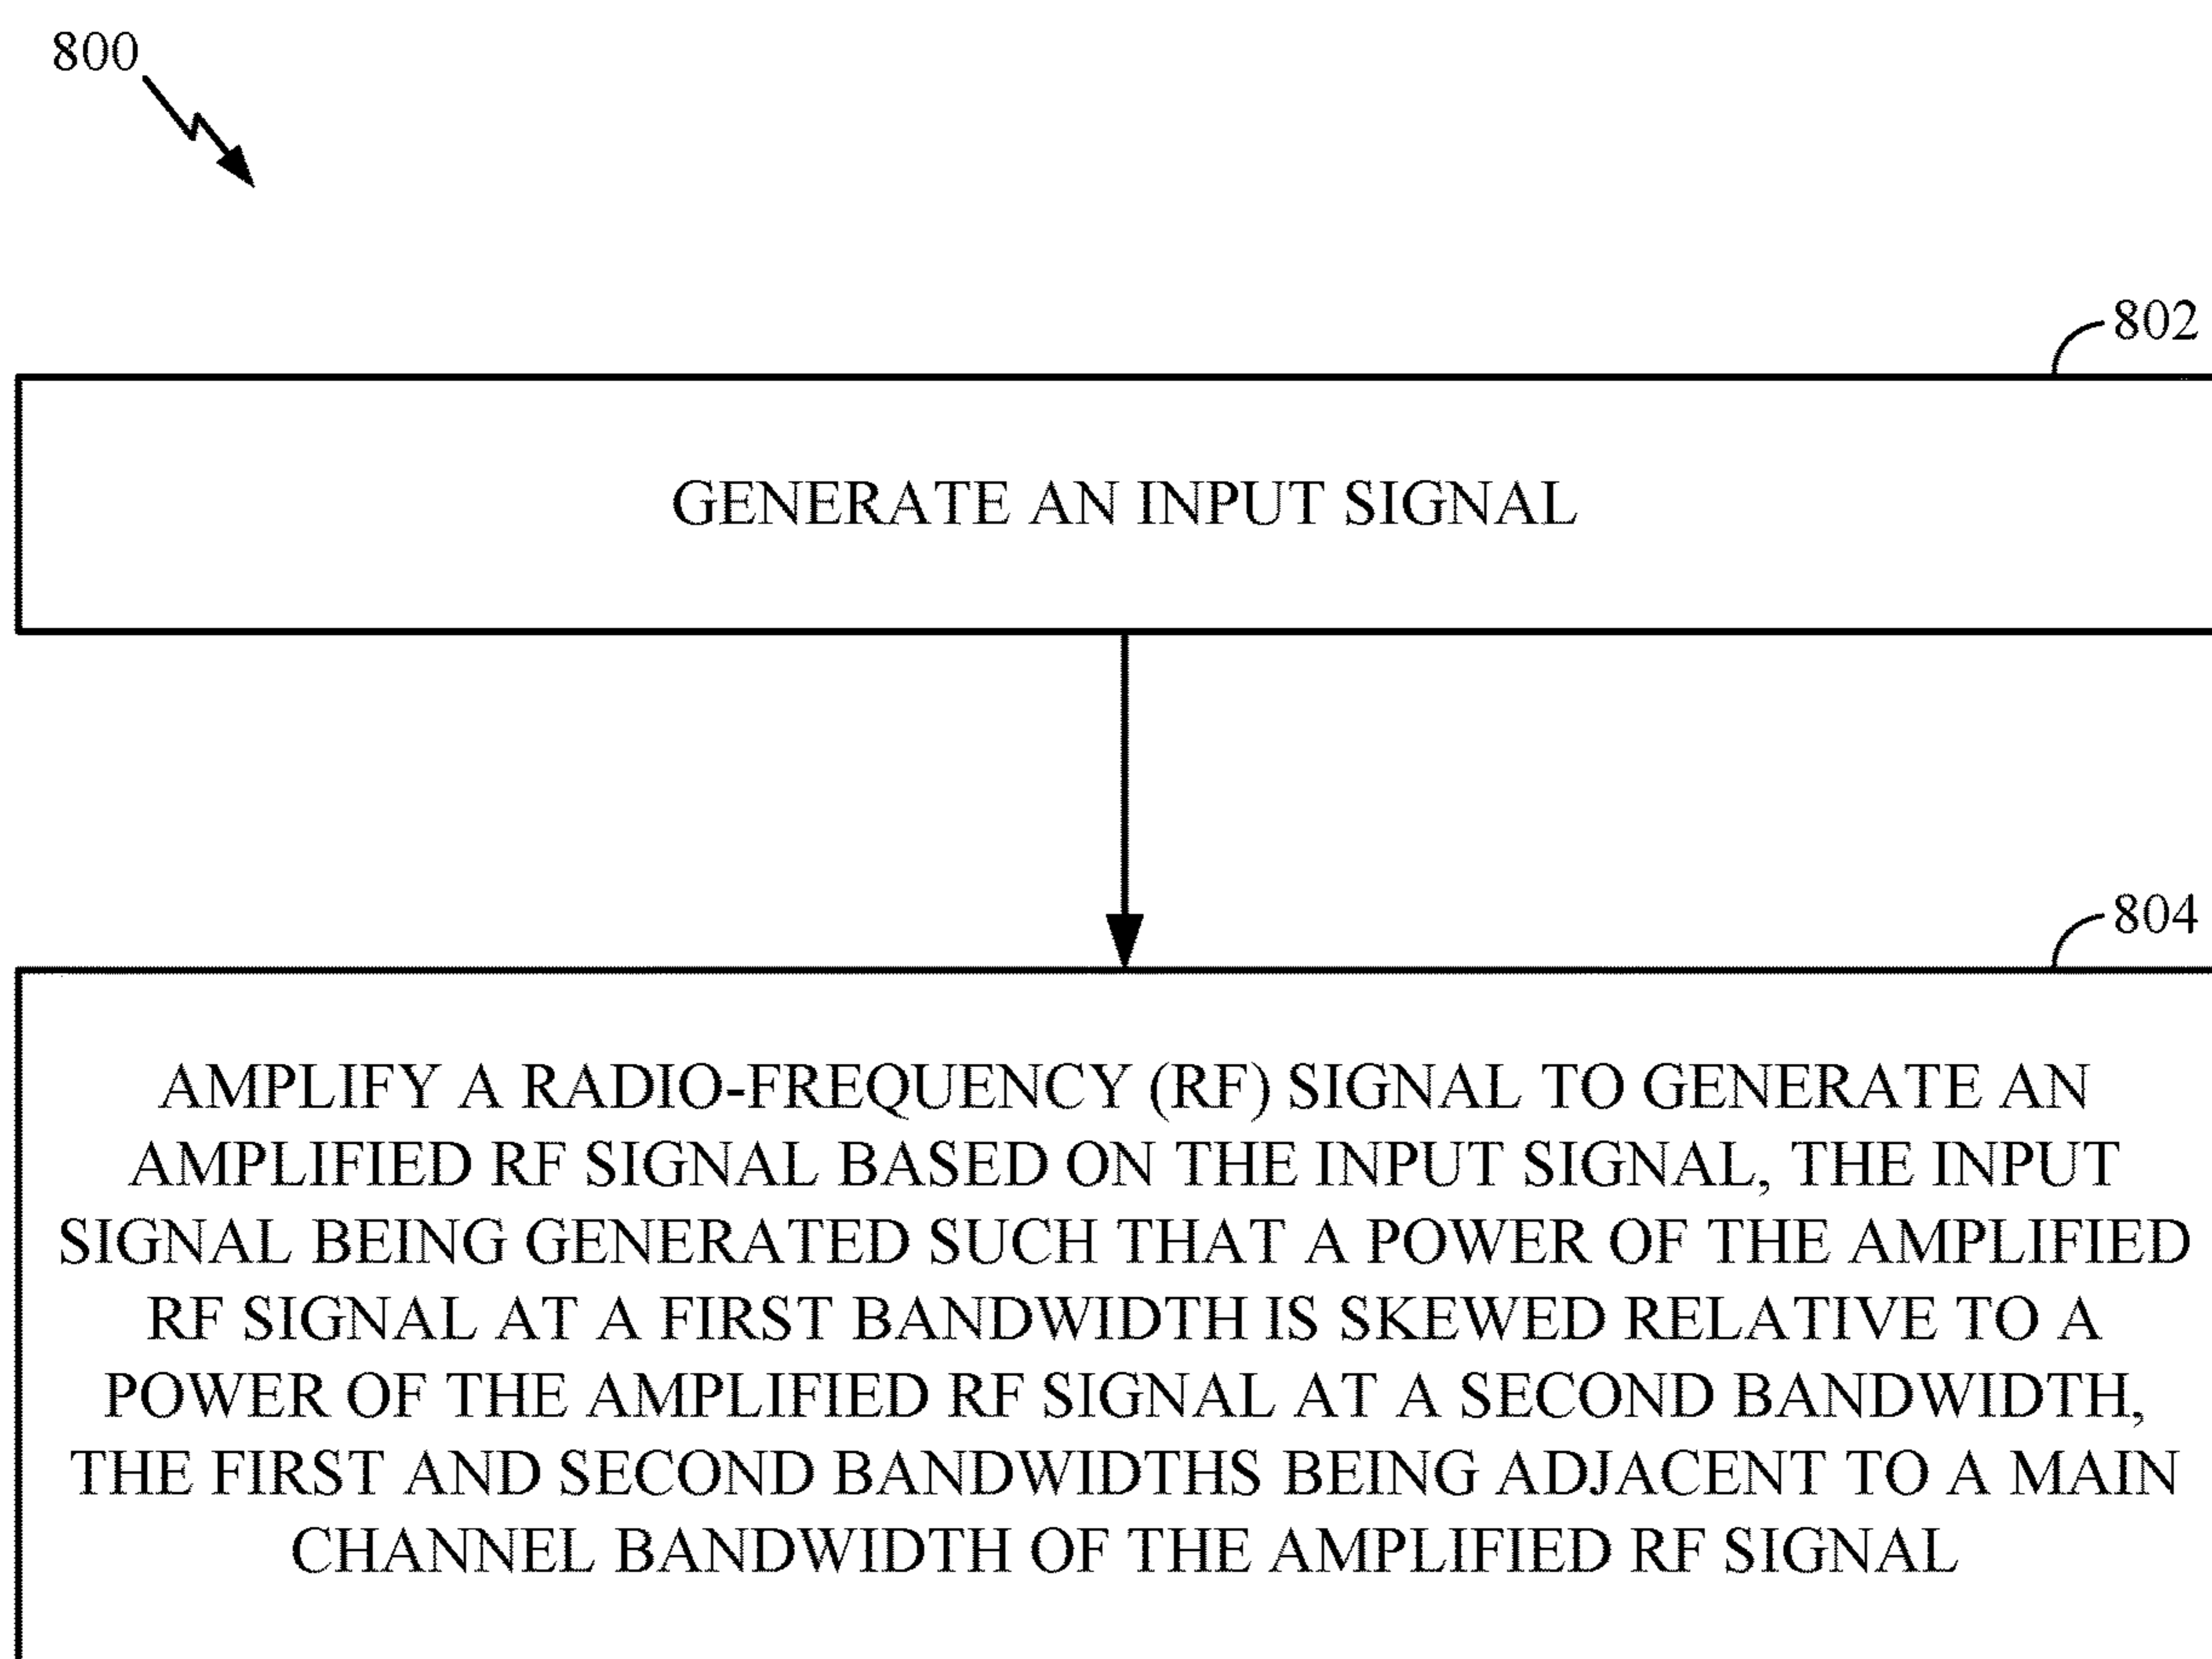 800
802
GENERATE AN INPUT SIGNAL
804
AMPLIFY A RADIO-FREQUENCY (RF) SIGNAL TO GENERATE AN
AMPLIFIED RF SIGNAL BASED ON THE INPUT SIGNAL, THE INPUT
SIGNAL BEING GENERATED SUCH THAT A POWER OF THE AMPLIFIED
RF SIGNAL AT A FIRST BANDWIDTH IS SKEWED RELATIVE TO A
POWER OF THE AMPLIFIED RF SIGNAL AT A SECOND BANDWIDTH,
THE FIRST AND SECOND BANDWIDTHS BEING ADJACENT TO A MAIN
CHANNEL BANDWIDTH OF THE AMPLIFIED RF SIGNAL